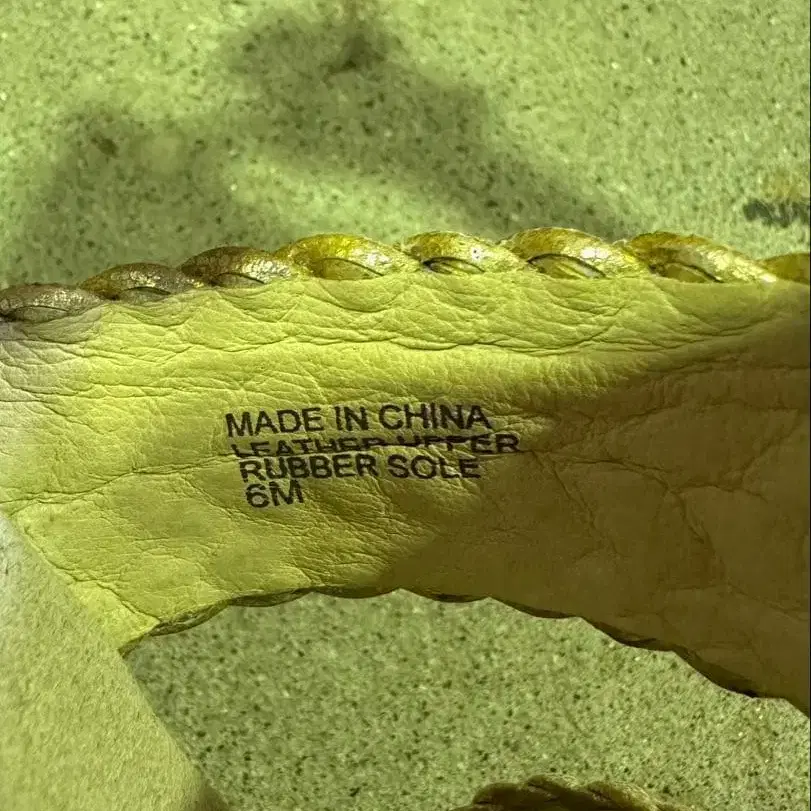 MADE IN CHINA
LEATHER UPPER
RUBBER SOLE
6M